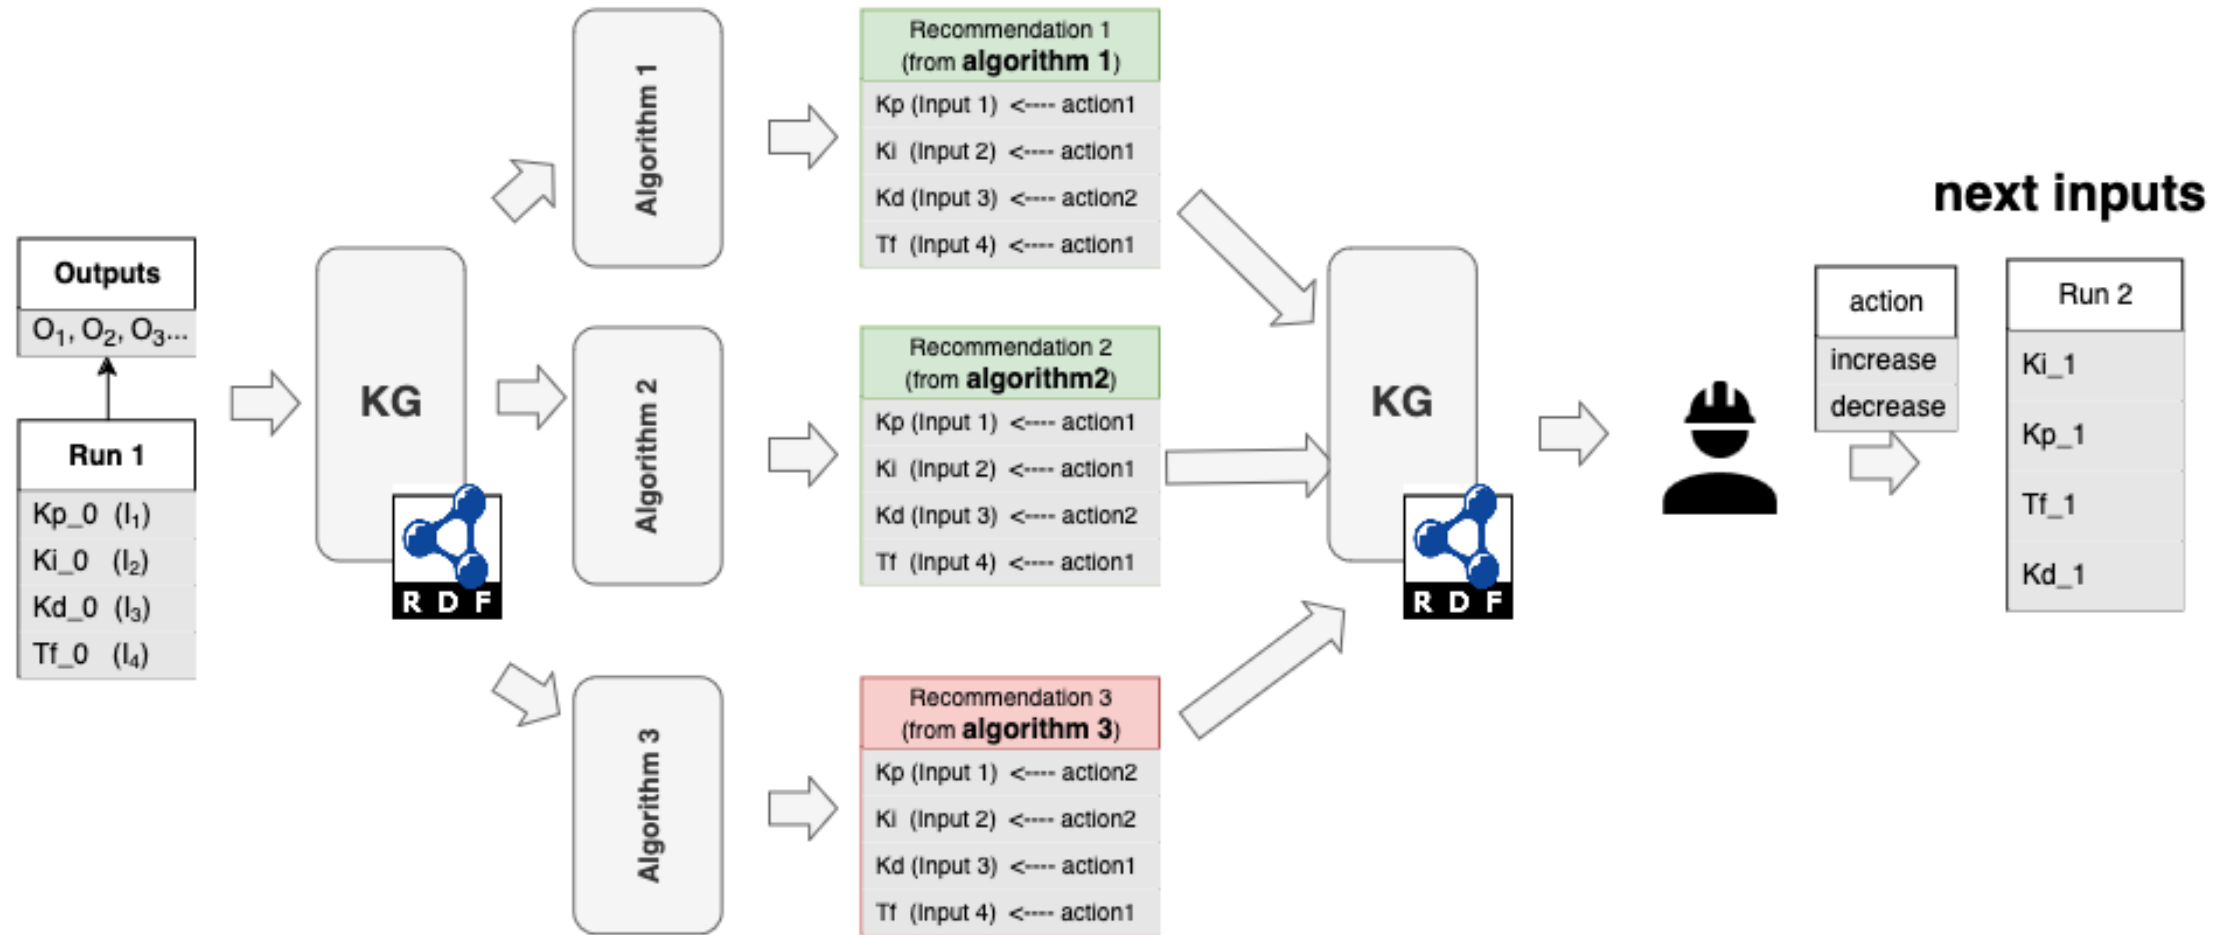 Outputs
O₁, O₂, O₃...
Run 1
Kp_0 (I₁)
Ki_0 (I₂)
Kd_0 (I₃)
Tf_0 (I₄)
KG
R D F
Algorithm 1
Algorithm 2
Algorithm 3
Recommendation 1
(from algorithm 1)
Kp (Input 1) <---- action1
Ki (Input 2) <---- action1
Kd (Input 3) <---- action2
Tf (Input 4) <---- action1
Recommendation 2
(from algorithm2)
Kp (Input 1) <---- action1
Ki (Input 2) <---- action1
Kd (Input 3) <---- action2
Tf (Input 4) <---- action1
Recommendation 3
(from algorithm 3)
Kp (Input 1) <---- action2
Ki (Input 2) <---- action2
Kd (Input 3) <---- action1
Tf (Input 4) <---- action1
KG
R D F
action
increase
decrease
next inputs
Run 2
Ki_1
Kp_1
Tf_1
Kd_1